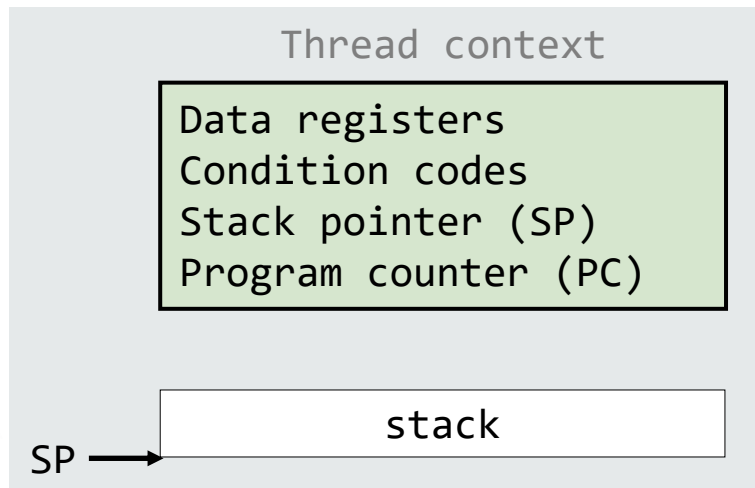 Thread context
Data registers
Condition codes
Stack pointer (SP)
Program counter (PC)
stack
SP